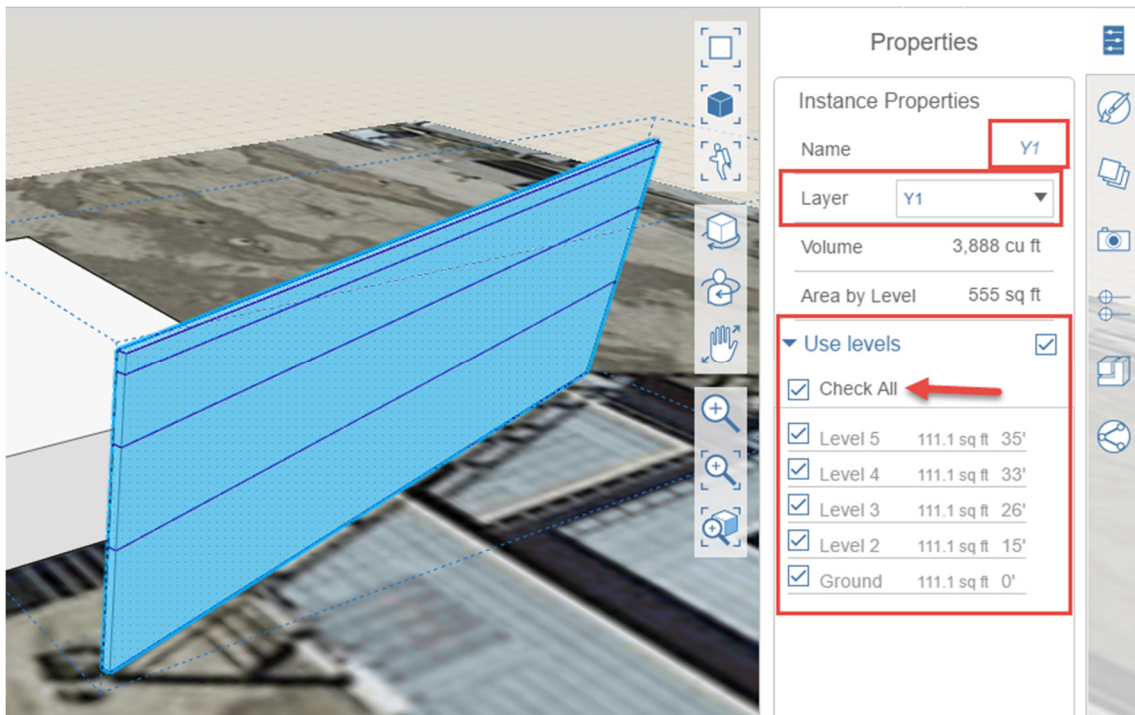 Properties
Instance Properties
Name Y1
Layer Y1
Volume 3,888 cu ft
Area by Level 555 sq ft
Use levels
Check All
Level 5 111.1 sq ft 35'
Level 4 111.1 sq ft 33'
Level 3 111.1 sq ft 26'
Level 2 111.1 sq ft 15'
Ground 111.1 sq ft 0'